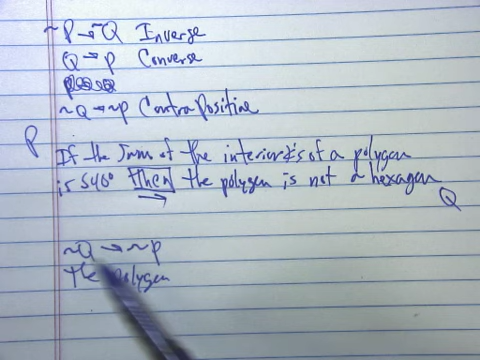 ~P→~Q Inverse
Q→P Converse
~Q→~P ContraPositive
P
If the Sum of the interior ∠'s of a polygon
is 540° then the polygon is not a hexagon
Q
~Q→~P
The polygon